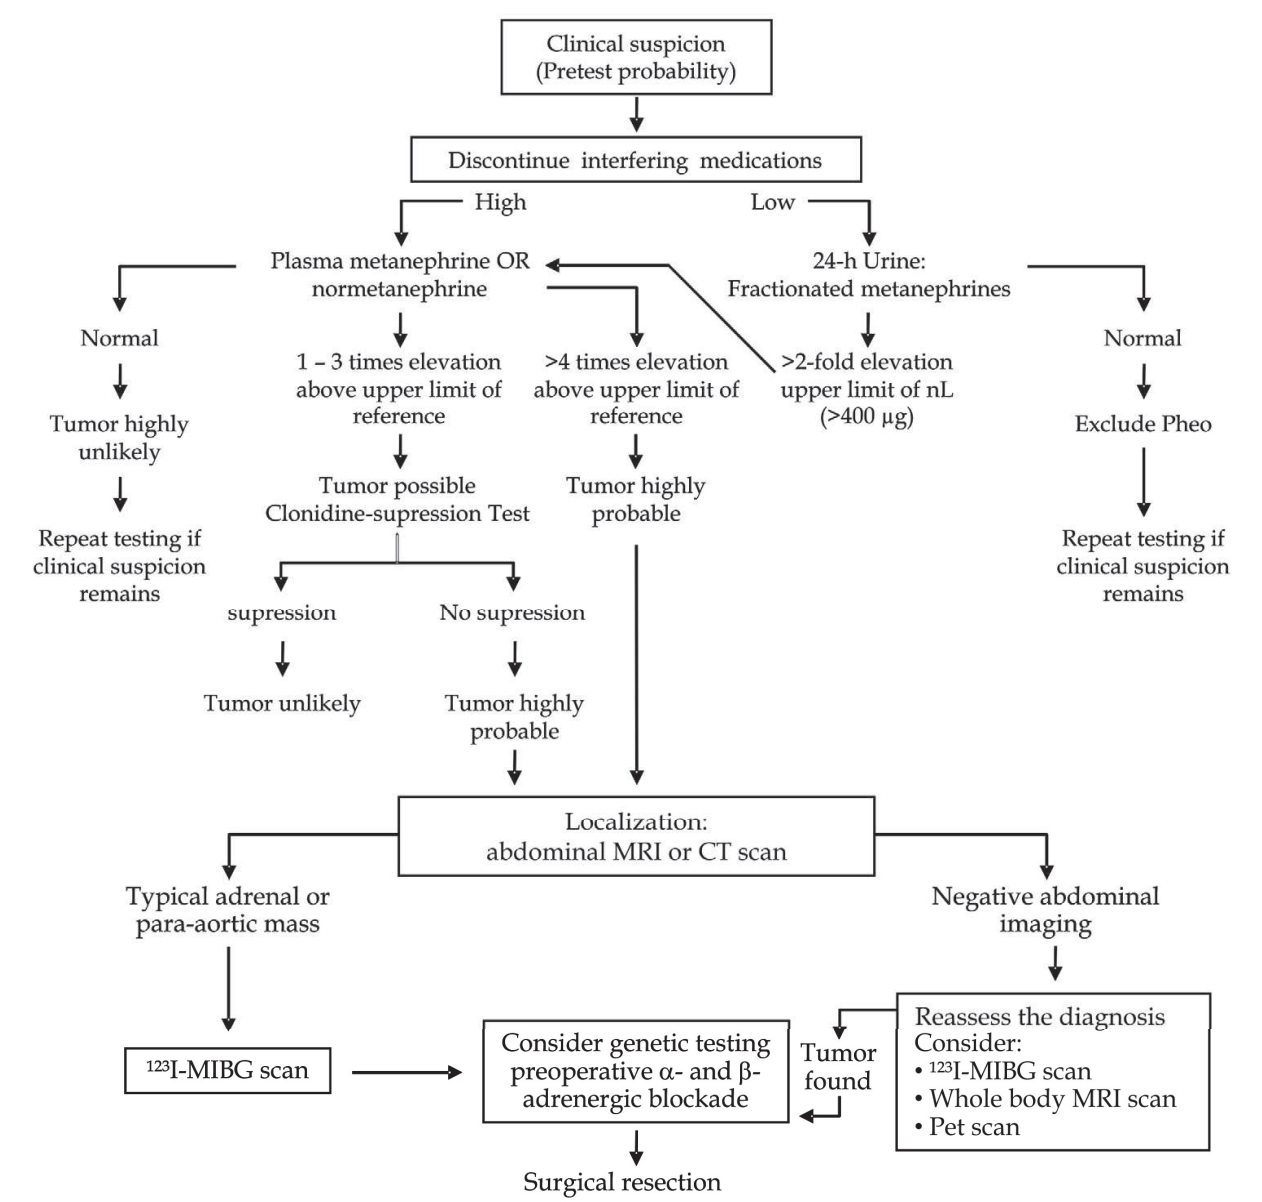 Clinical suspicion
(Pretest probability)
Discontinue interfering medications
High
Low
Plasma metanephrine OR
normetanephrine
24-h Urine:
Fractionated metanephrines
Normal
Tumor highly
unlikely
Repeat testing if
clinical suspicion
remains
1 – 3 times elevation
above upper limit of
reference
>4 times elevation
above upper limit of
reference
>2-fold elevation
upper limit of nL
(>400 µg)
Normal
Exclude Pheo
Repeat testing if
clinical suspicion
remains
Tumor possible
Clonidine-supression Test
Tumor highly
probable
supression
No supression
Tumor unlikely
Tumor highly
probable
Localization:
abdominal MRI or CT scan
Typical adrenal or
para-aortic mass
Negative abdominal
imaging
¹²³I-MIBG scan
Consider genetic testing
preoperative α- and β-
adrenergic blockade
Tumor
found
Reassess the diagnosis
Consider:
• ¹²³I-MIBG scan
• Whole body MRI scan
• Pet scan
Surgical resection